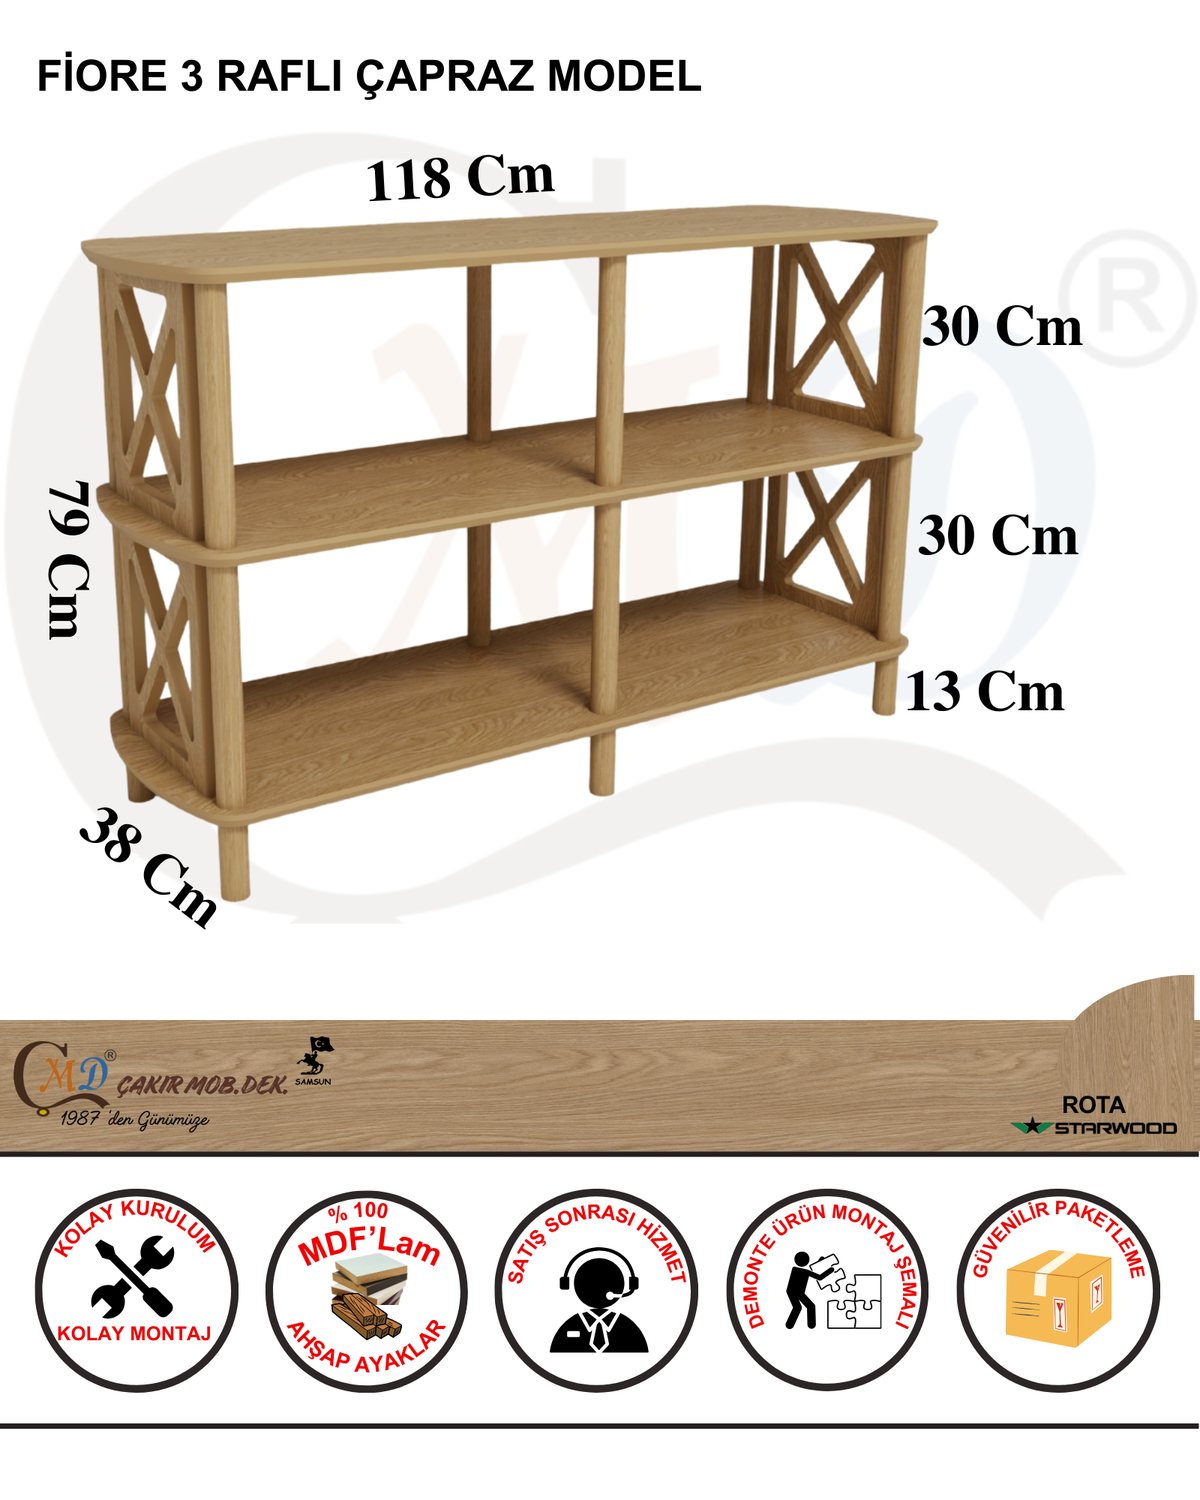 FİORE 3 RAFLI ÇAPRAZ MODEL
118 Cm
30 Cm
79 Cm
30 Cm
13 Cm
38 Cm
®
ÇMD® ÇAKIR MOB.DEK.
SAMSUN
1987 'den Günümüze
ROTA
STARWOOD
KOLAY KURULUM
KOLAY MONTAJ
% 100
MDF'Lam
AHŞAP AYAKLAR
SATIŞ SONRASI HİZMET
DEMONTE ÜRÜN MONTAJ ŞEMALI
GÜVENİLİR PAKETLEME